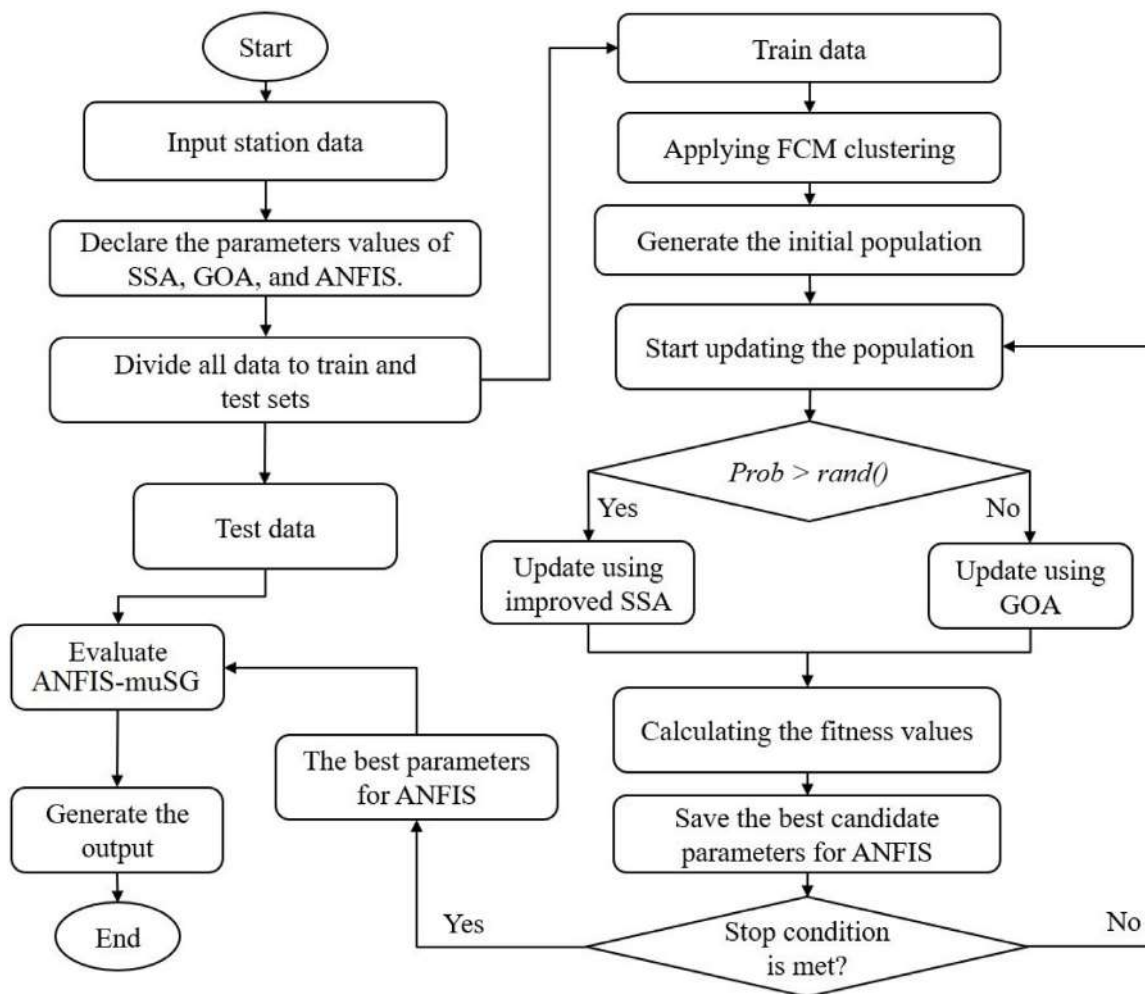 Start
Input station data
Declare the parameters values of
SSA, GOA, and ANFIS.
Divide all data to train and
test sets
Test data
Evaluate
ANFIS-muSG
Generate the
output
End
Train data
Applying FCM clustering
Generate the initial population
Start updating the population
Prob > rand()
Yes
No
Update using
improved SSA
Update using
GOA
Calculating the fitness values
Save the best candidate
parameters for ANFIS
Stop condition
is met?
Yes
No
The best parameters
for ANFIS